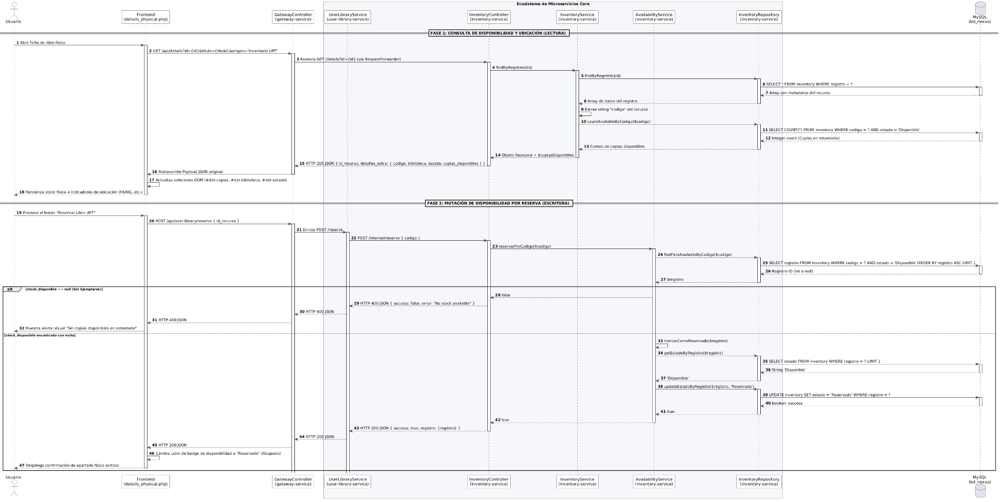 Ecosistema de Microservicios Core
Usuario
Frontend
(details_physical.php)
GatewayController
(gateway-service)
UserLibraryService
(user-library-service)
InventoryController
(inventory-service)
InventoryService
(inventory-service)
AvailabilityService
(inventory-service)
InventoryRepository
(inventory-service)
MySQL
(bd_nexus)
FASE 1: CONSULTA DE DISPONIBILIDAD Y UBICACIÓN (LECTURA)
1 Abre ficha de libro físico
2 GET /api/details?id={id}&titulo={titulo}&origen="Inventario UPT"
3 Reenvía GET /details?id={id} (via RequestForwarder)
4 findByRegistro($id)
5 findByRegistro($id)
6 SELECT * FROM inventory WHERE registro = ?
7 Array con metadatos del recurso
8 Array de datos del registro
9 Extrae string "codigo" del recurso
10 countAvailableByCodigo($codigo)
11 SELECT COUNT(*) FROM inventory WHERE codigo = ? AND estado = 'Disponible'
12 Integer count (Copias en estantería)
13 Conteo de copias disponibles
14 Objeto Resource + $copiasDisponibles
15 HTTP 200 JSON { id_recurso, detalles_extra: { codigo, biblioteca, estado, copias_disponibles } }
16 Retransmite Payload JSON original
17 Actualiza selectores DOM (#det-copias, #det-biblioteca, #det-estado)
18 Renderiza stock físico e indicadores de ubicación (FAING, etc.)
FASE 2: MUTACIÓN DE DISPONIBILIDAD POR RESERVA (ESCRITURA)
19 Presiona el botón "Reservar Libro UPT"
20 POST /api/user-library/reserve { id_recurso }
21 Enruta POST /reserve
22 POST /internal/reserve { codigo }
23 reservarPorCodigo($codigo)
24 findFirstAvailableByCodigo($codigo)
25 SELECT registro FROM inventory WHERE codigo = ? AND estado = 'Disponible' ORDER BY registro ASC LIMIT 1
26 Registro ID (int o null)
27 $registro
alt [stock_disponible == null (Sin Ejemplares)]
28 false
29 HTTP 400 JSON { success: false, error: "No stock available" }
30 HTTP 400 JSON
31 HTTP 400 JSON
32 Muestra alerta visual "Sin copias disponibles en estantería"
[stock_disponible encontrado con éxito]
33 marcarComoReservado($registro)
34 getEstadoByRegistro($registro)
35 SELECT estado FROM inventory WHERE registro = ? LIMIT 1
36 String 'Disponible'
37 'Disponible'
38 updateEstadoByRegistro($registro, 'Reservado')
39 UPDATE inventory SET estado = 'Reservado' WHERE registro = ?
40 boolean success
41 true
42 true
43 HTTP 200 JSON { success: true, registro: {registro} }
44 HTTP 200 JSON
45 HTTP 200 JSON
46 Cambia color de badge de disponibilidad a "Reservado" (Ocupado)
47 Despliega confirmación de apartado físico exitoso
Usuario
Frontend
(details_physical.php)
GatewayController
(gateway-service)
UserLibraryService
(user-library-service)
InventoryController
(inventory-service)
InventoryService
(inventory-service)
AvailabilityService
(inventory-service)
InventoryRepository
(inventory-service)
MySQL
(bd_nexus)